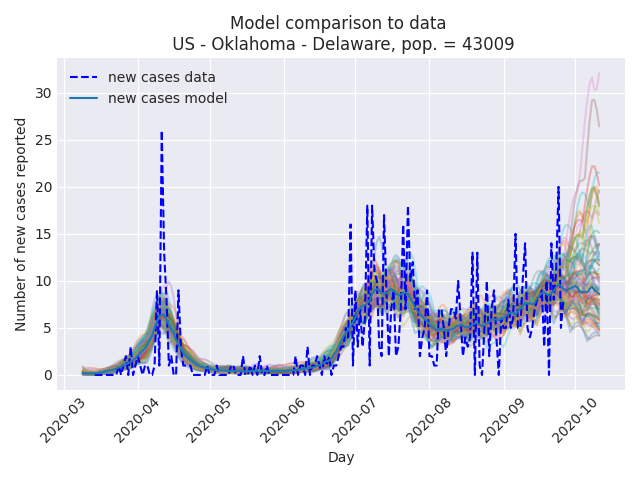 Model comparison to data
US - Oklahoma - Delaware, pop. = 43009
new cases data
new cases model
Number of new cases reported
30
25
20
15
10
5
0
2020-03
2020-04
2020-05
2020-06
2020-07
2020-08
2020-09
2020-10
Day